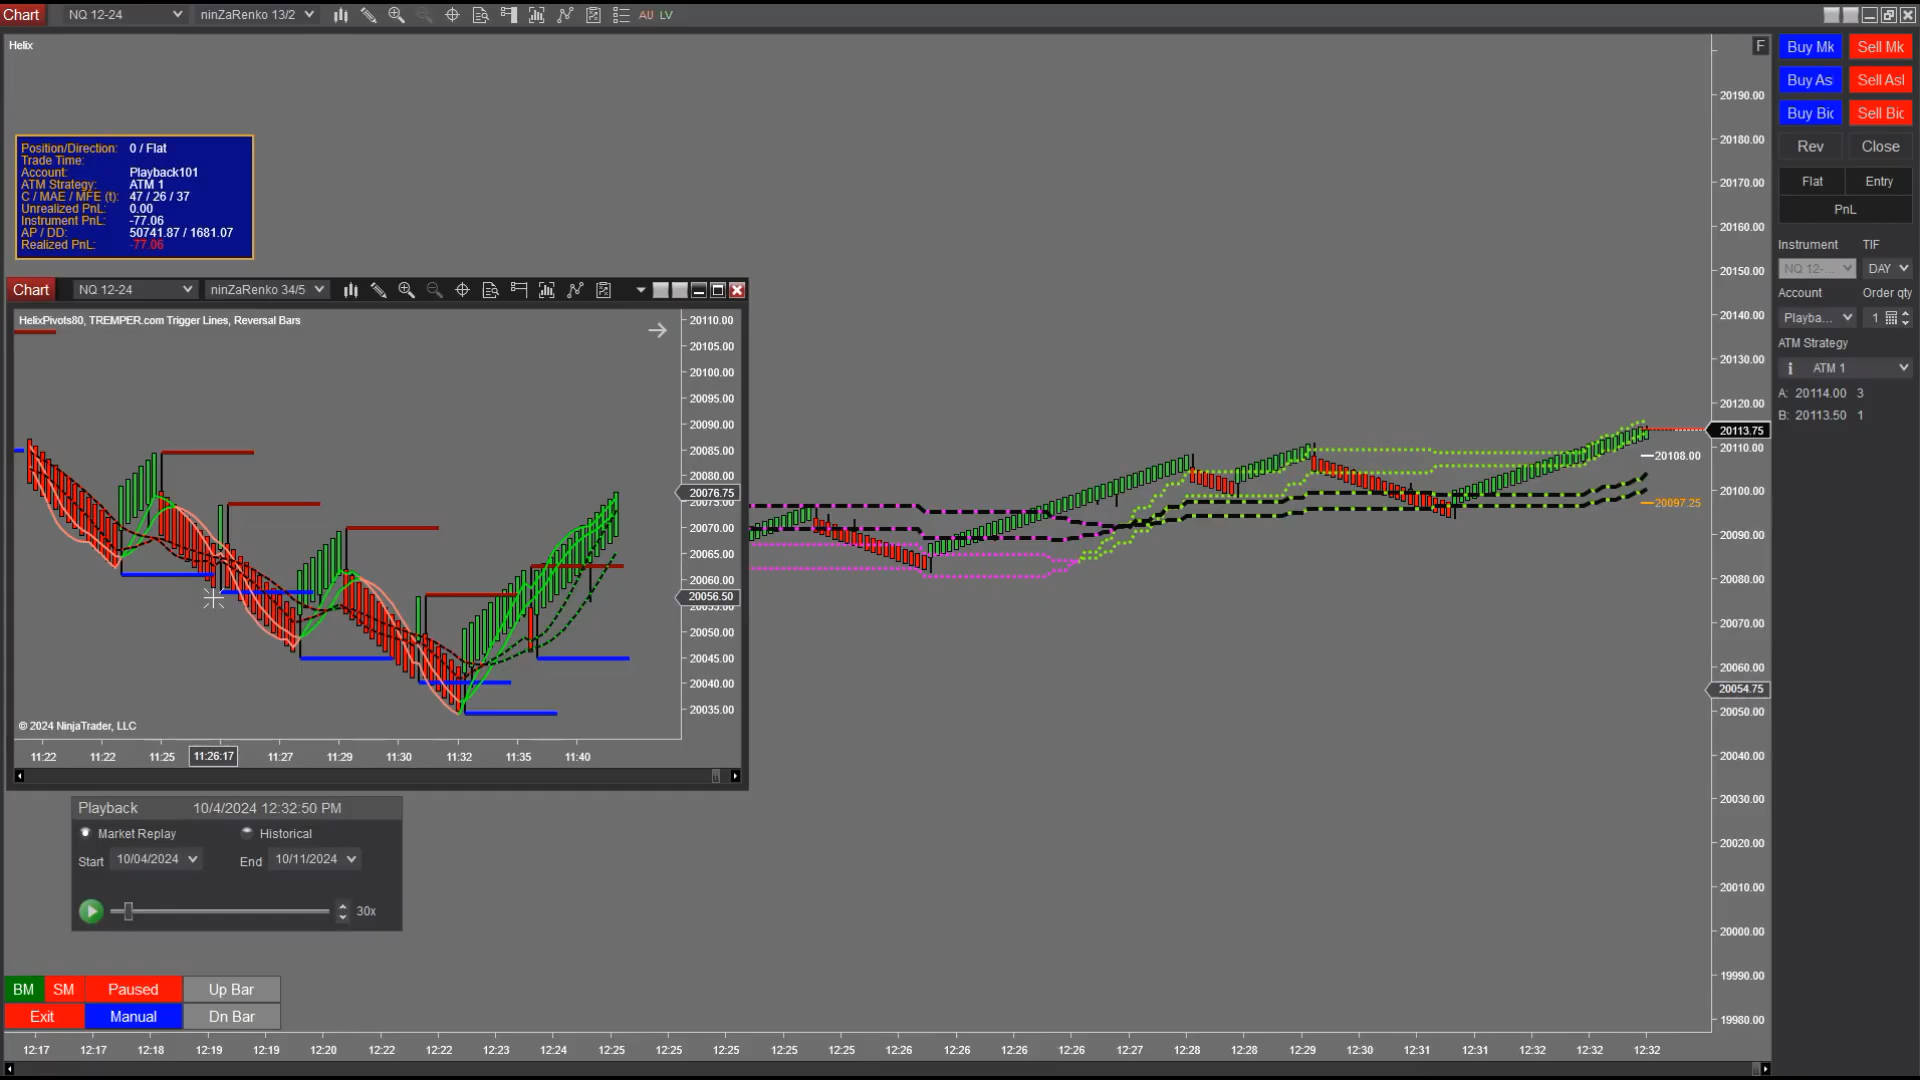 Chart NQ 12-24 ninZaRenko 13/2 AU LV
Helix
F
Position/Direction: 0 / Flat
Trade Time:
Account: Playback101
ATM Strategy: ATM 1
C / MAE / MFE (t): 47 / 26 / 37
Unrealized PnL: 0.00
Instrument PnL: -77.06
AP / DD: 50741.87 / 1681.07
Realized PnL: -77.06
Chart NQ 12-24 ninZaRenko 34/5
HelixPivots80, TREMPER.com Trigger Lines, Reversal Bars
20110.00
20105.00
20100.00
20095.00
20090.00
20085.00
20080.00
20076.75
20075.00
20070.00
20065.00
20060.00
20056.50
20055.00
20050.00
20045.00
20040.00
20035.00
© 2024 NinjaTrader, LLC
11:22 11:22 11:25 11:26:17 11:27 11:29 11:30 11:32 11:35 11:40
Playback 10/4/2024 12:32:50 PM
Market Replay Historical
Start 10/04/2024 End 10/11/2024
30x
BM SM Paused Up Bar
Exit Manual Dn Bar
20190.00
20180.00
20170.00
20160.00
20150.00
20140.00
20130.00
20120.00
20113.75
20110.00
20108.00
20100.00
20097.25
20090.00
20080.00
20070.00
20060.00
20054.75
20050.00
20040.00
20030.00
20020.00
20010.00
20000.00
19990.00
19980.00
12:17 12:17 12:18 12:19 12:19 12:20 12:22 12:22 12:23 12:24 12:25 12:25 12:25 12:25 12:25 12:26 12:26 12:26 12:26 12:27 12:28 12:28 12:29 12:30 12:31 12:31 12:32 12:32 12:32
Buy Mk Sell Mk
Buy As Sell Asl
Buy Bic Sell Bic
Rev Close
Flat Entry
PnL
Instrument TIF
NQ 12-... DAY
Account Order qty
Playba... 1
ATM Strategy
i ATM 1
A: 20114.00 3
B: 20113.50 1